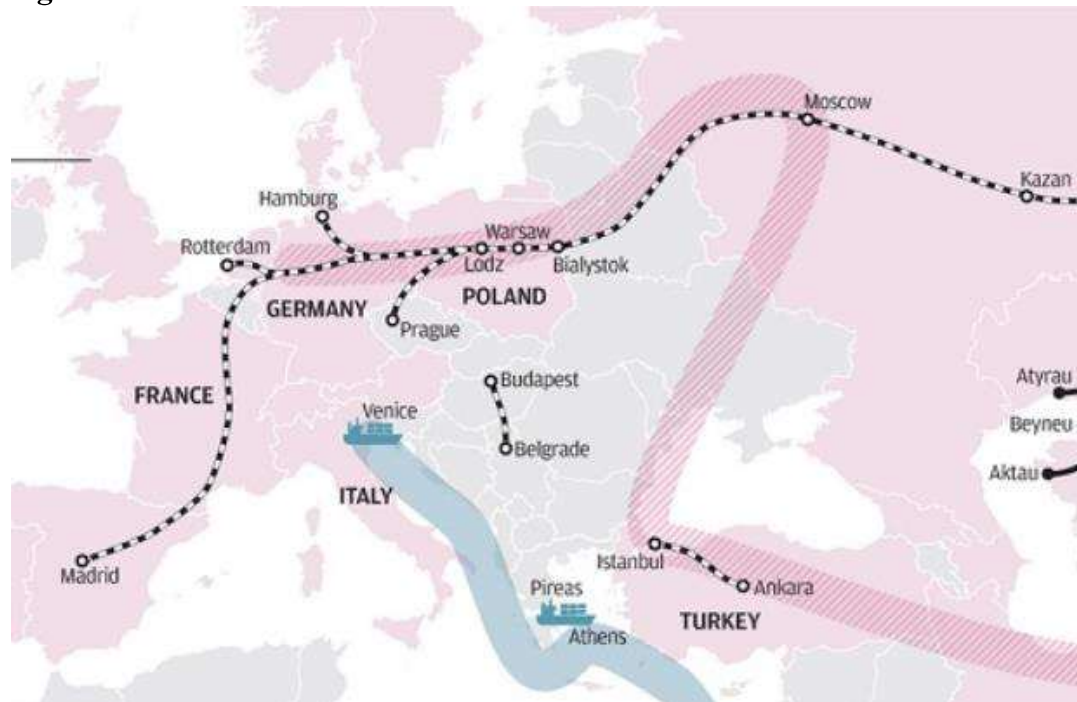 Moscow
Kazan
Hamburg
Rotterdam
Warsaw
Lodz
Bialystok
GERMANY
POLAND
Prague
FRANCE
Budapest
Atyrau
Venice
Beyneu
Belgrade
Aktau
ITALY
Istanbul
Madrid
Pireas
Ankara
TURKEY
Athens